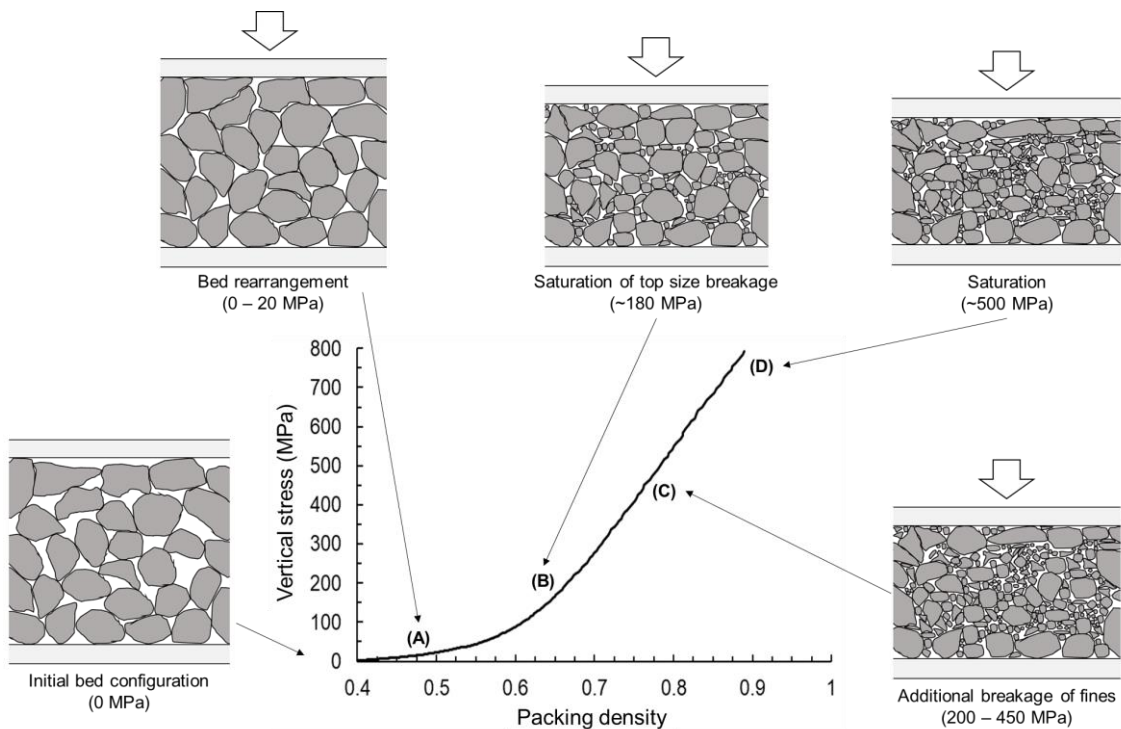 Bed rearrangement
(0 – 20 MPa)
Saturation of top size breakage
(~180 MPa)
Saturation
(~500 MPa)
Initial bed configuration
(0 MPa)
Vertical stress (MPa)
800
700
600
500
400
300
200
100
0
(A)
(B)
(C)
(D)
0.4 0.5 0.6 0.7 0.8 0.9 1
Packing density
Additional breakage of fines
(200 – 450 MPa)